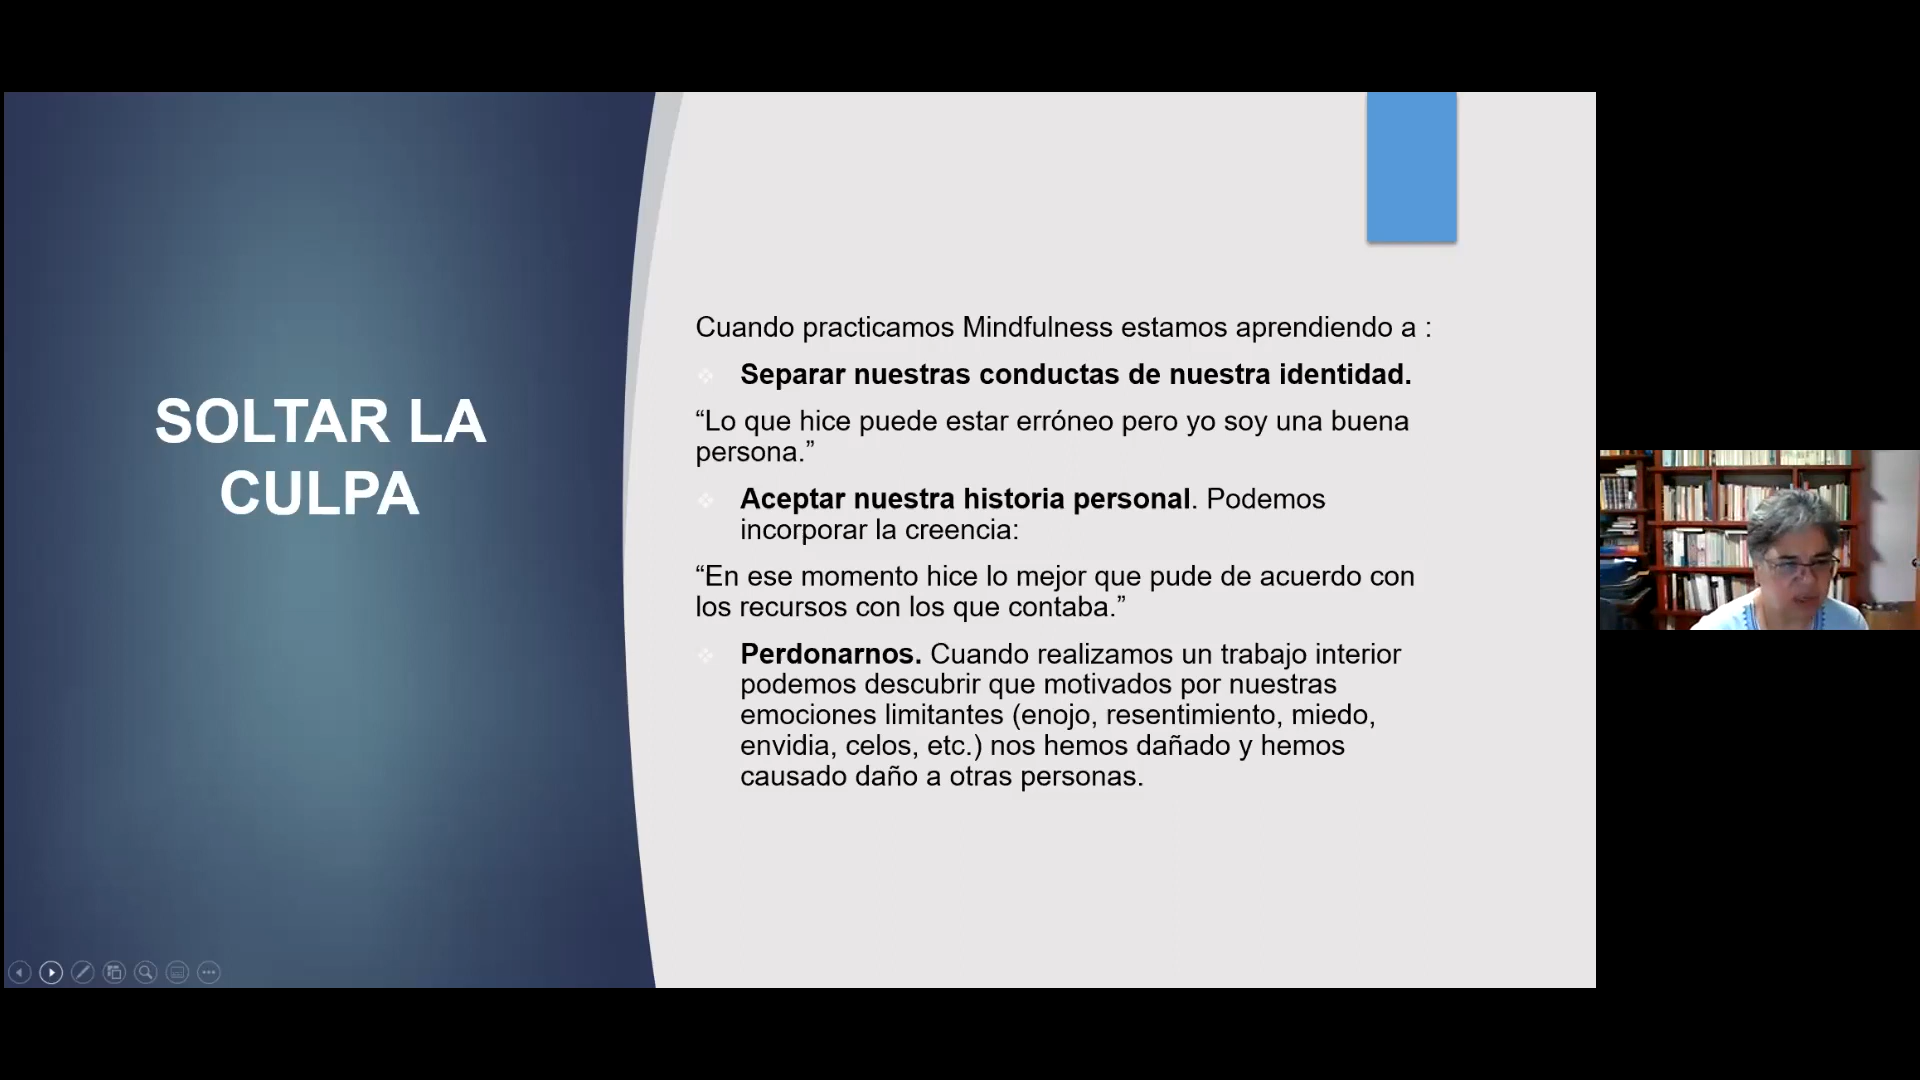 SOLTAR LA
CULPA
Cuando practicamos Mindfulness estamos aprendiendo a :
Separar nuestras conductas de nuestra identidad.
“Lo que hice puede estar erróneo pero yo soy una buena
persona.”
Aceptar nuestra historia personal. Podemos
incorporar la creencia:
“En ese momento hice lo mejor que pude de acuerdo con
los recursos con los que contaba.”
Perdonarnos. Cuando realizamos un trabajo interior
podemos descubrir que motivados por nuestras
emociones limitantes (enojo, resentimiento, miedo,
envidia, celos, etc.) nos hemos dañado y hemos
causado daño a otras personas.